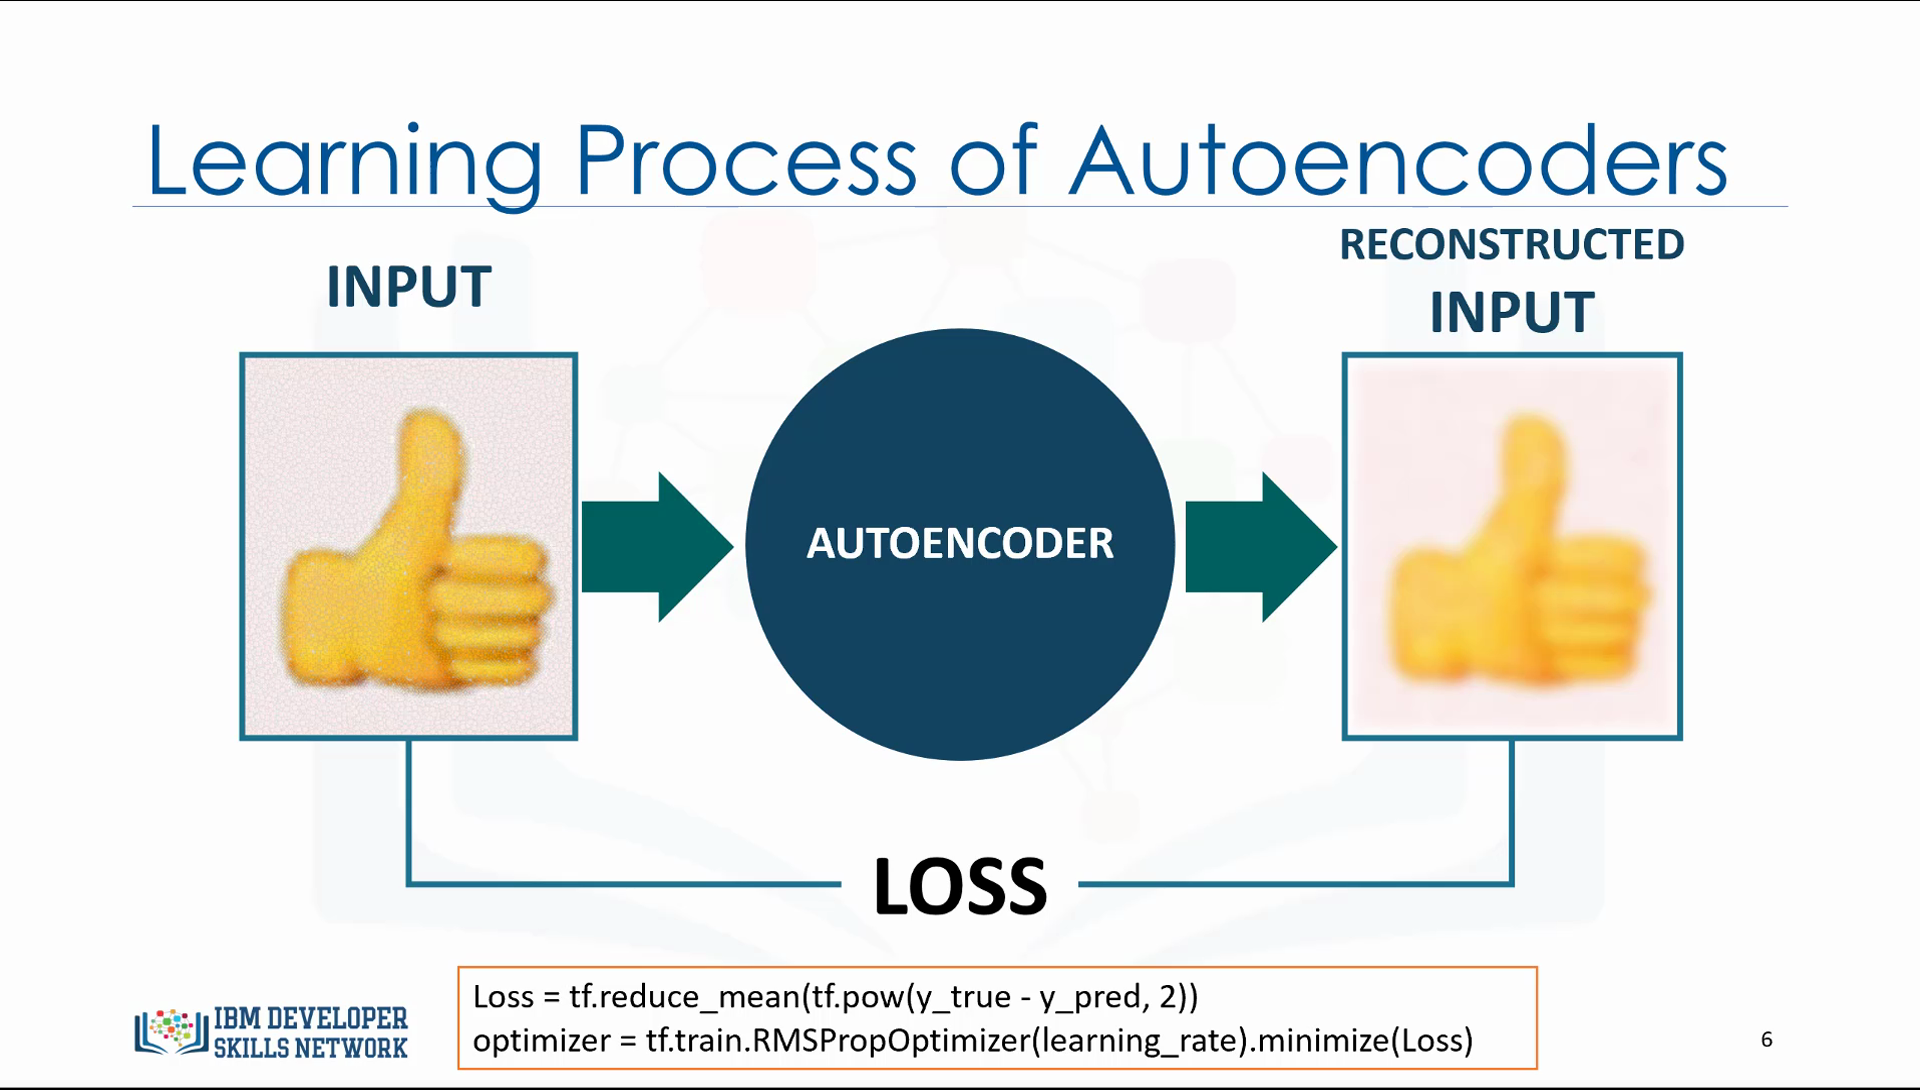 Learning Process of Autoencoders
INPUT
RECONSTRUCTED
INPUT
AUTOENCODER
LOSS
Loss = tf.reduce_mean(tf.pow(y_true - y_pred, 2))
optimizer = tf.train.RMSPropOptimizer(learning_rate).minimize(Loss)
IBM DEVELOPER
SKILLS NETWORK
6